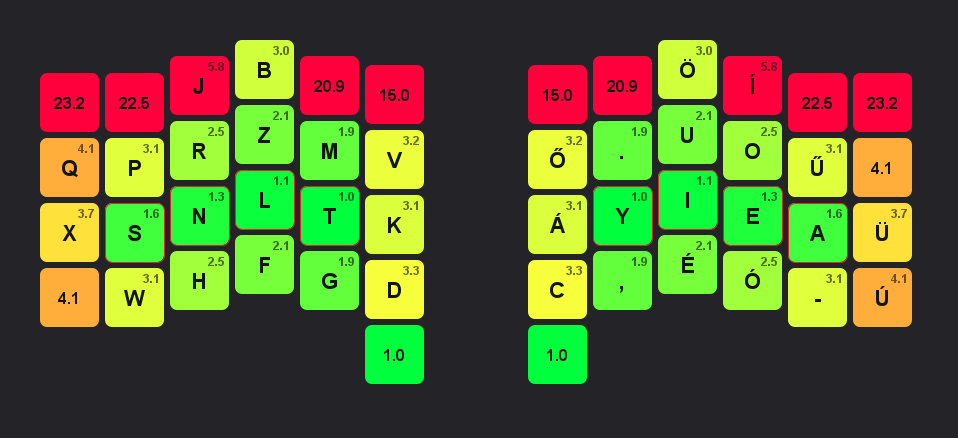 23.2 22.5 J 5.8 B 3.0 20.9 15.0 15.0 20.9 Ö 3.0 Í 5.8 22.5 23.2
Q 4.1 P 3.1 R 2.5 Z 2.1 M 1.9 V 3.2 Ő 3.2 . 1.9 U 2.1 O 2.5 Ű 3.1 4.1
X 3.7 S 1.6 N 1.3 L 1.1 T 1.0 K 3.1 Á 3.1 Y 1.0 I 1.1 E 1.3 A 1.6 Ü 3.7
4.1 W 3.1 H 2.5 F 2.1 G 1.9 D 3.3 C 3.3 , 1.9 É 2.1 Ó 2.5 - 3.1 Ú 4.1
1.0 1.0